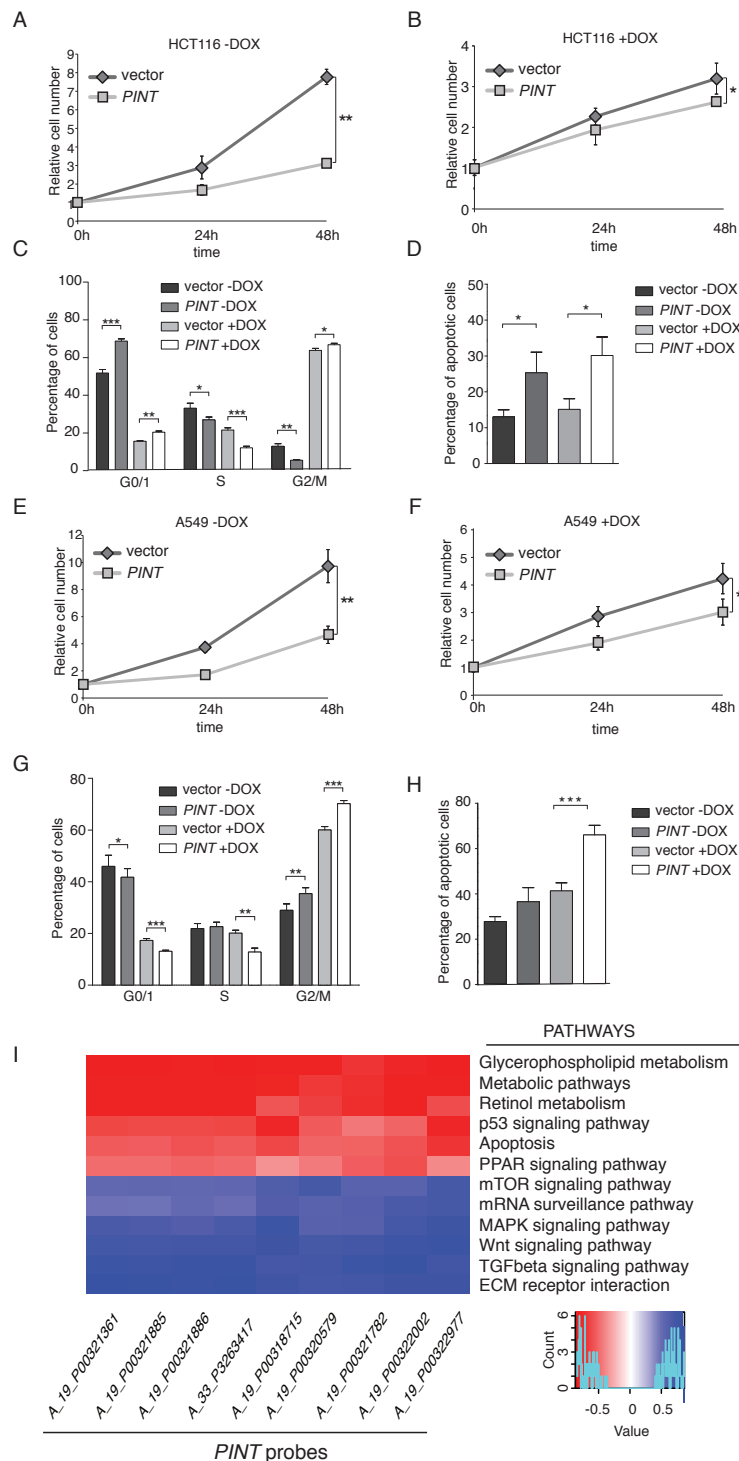 A
HCT116 -DOX
vector
PINT
Relative cell number
9
8
7
6
5
4
3
2
1
0
**
0h
24h
48h
time
B
HCT116 +DOX
vector
PINT
Relative cell number
4
3
2
1
0
*
0h
24h
48h
time
C
Percentage of cells
100
80
60
40
20
0
vector -DOX
PINT -DOX
vector +DOX
PINT +DOX
***
**
*
***
**
*
G0/1
S
G2/M
D
Percentage of apoptotic cells
50
40
30
20
10
0
*
*
vector -DOX
PINT -DOX
vector +DOX
PINT +DOX
E
A549 -DOX
vector
PINT
Relative cell number
12
10
8
6
4
2
0
**
0h
24h
48h
time
F
A549 +DOX
vector
PINT
Relative cell number
6
5
4
3
2
1
0
*
0h
24h
48h
time
G
Percentage of cells
80
60
40
20
0
vector -DOX
PINT -DOX
vector +DOX
PINT +DOX
*
***
**
**
***
G0/1
S
G2/M
H
Percentage of apoptotic cells
80
60
40
20
0
***
vector -DOX
PINT -DOX
vector +DOX
PINT +DOX
I
PATHWAYS
Glycerophospholipid metabolism
Metabolic pathways
Retinol metabolism
p53 signaling pathway
Apoptosis
PPAR signaling pathway
mTOR signaling pathway
mRNA surveillance pathway
MAPK signaling pathway
Wnt signaling pathway
TGFbeta signaling pathway
ECM receptor interaction
A_19_P00321361
A_19_P00321885
A_19_P00321886
A_33_P3263417
A_19_P00318715
A_19_P00320579
A_19_P00321782
A_19_P00322002
A_19_P00322977
PINT probes
Count
6
3
0
-0.5
0
0.5
Value